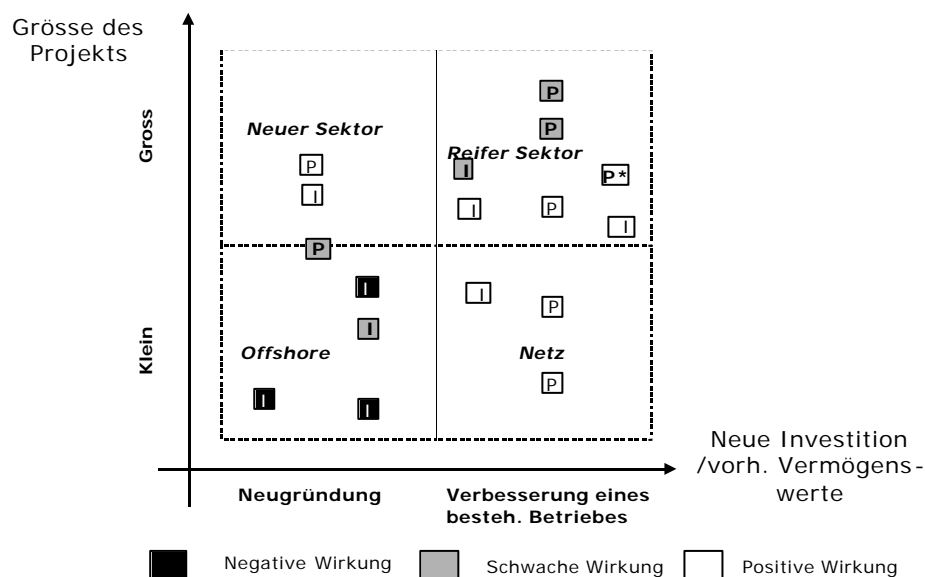 Grösse des
Projekts
Gross
Klein
Neuer Sektor
P
I
P
P
Reifer Sektor
I
P*
I
P
I
P
I
I
Offshore
I
I
I
P
Netz
P
Neugründung
Verbesserung eines
besteh. Betriebes
Neue Investition
/vorh. Vermögens-
werte
Negative Wirkung
Schwache Wirkung
Positive Wirkung